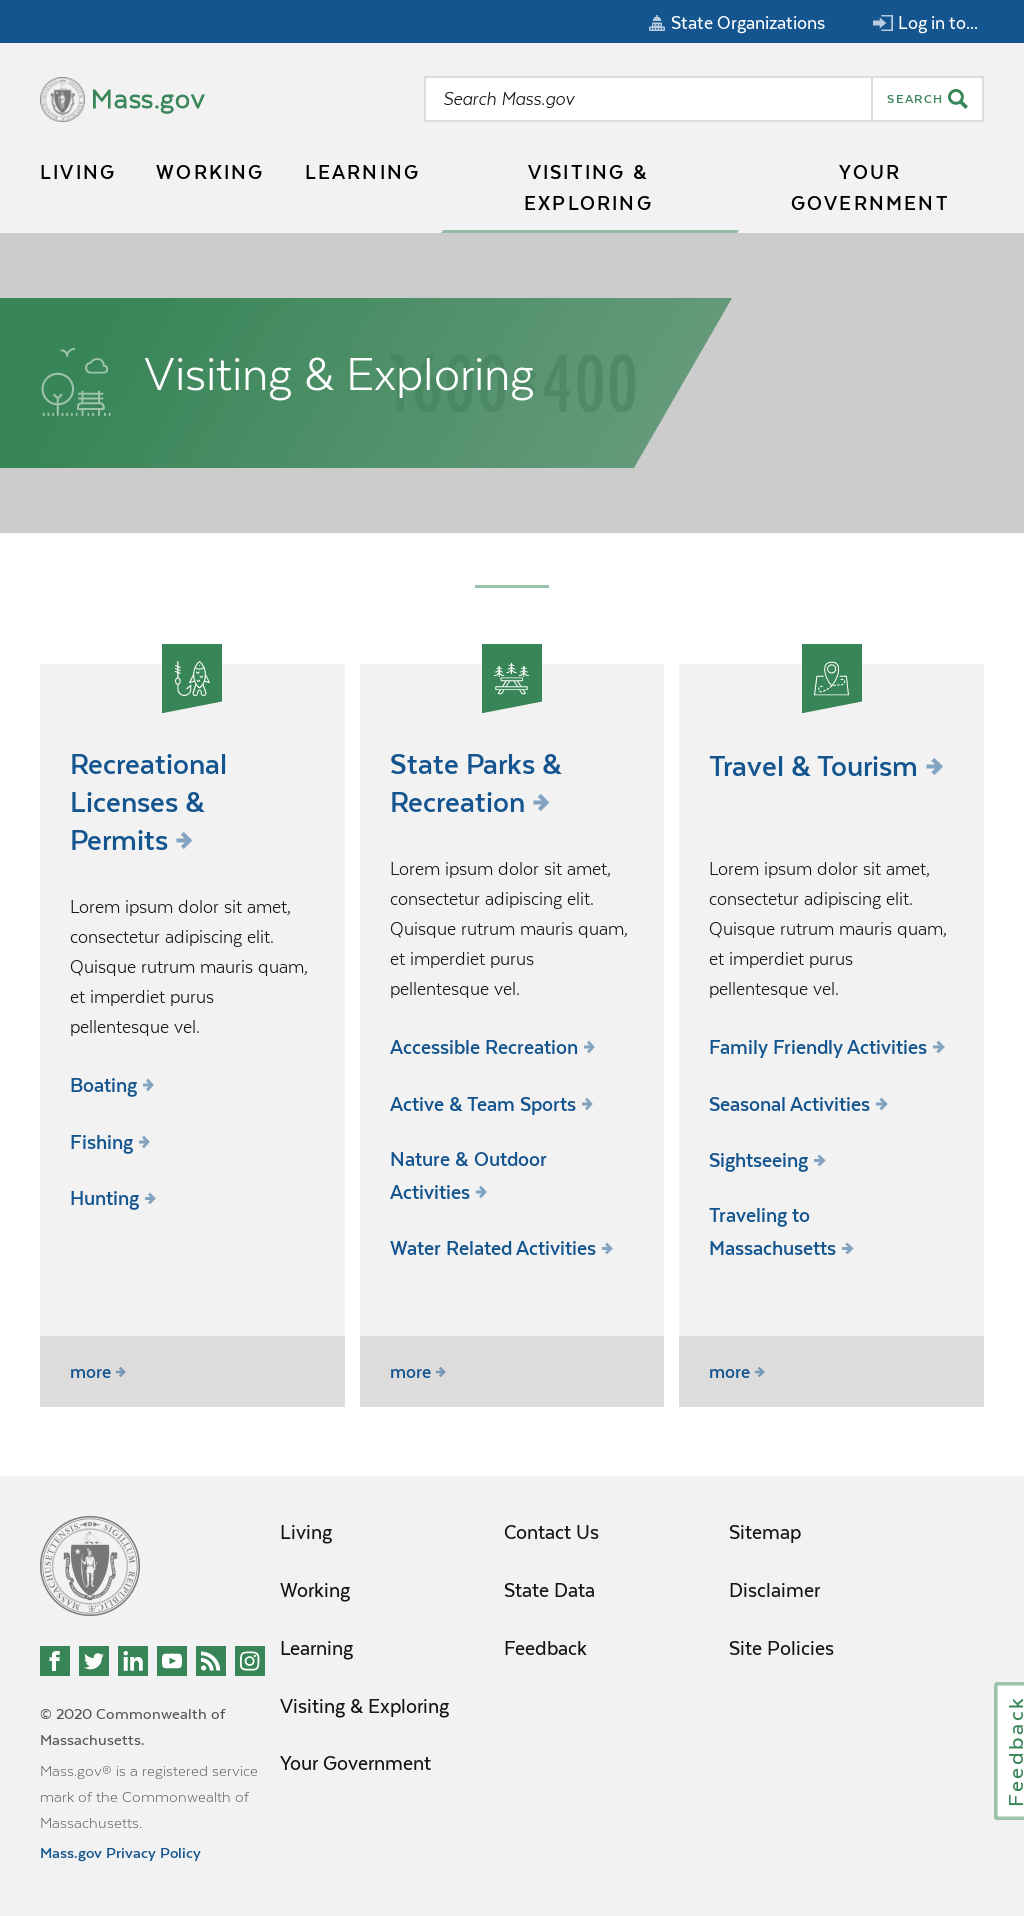 State Organizations
Log in to...
Mass.gov
Search Mass.gov
SEARCH
LIVING
WORKING
LEARNING
VISITING &
EXPLORING
YOUR
GOVERNMENT
Visiting & Exploring
Recreational
Licenses &
Permits
Lorem ipsum dolor sit amet,
consectetur adipiscing elit.
Quisque rutrum mauris quam,
et imperdiet purus
pellentesque vel.
Boating
Fishing
Hunting
more
State Parks &
Recreation
Lorem ipsum dolor sit amet,
consectetur adipiscing elit.
Quisque rutrum mauris quam,
et imperdiet purus
pellentesque vel.
Accessible Recreation
Active & Team Sports
Nature & Outdoor
Activities
Water Related Activities
more
Travel & Tourism
Lorem ipsum dolor sit amet,
consectetur adipiscing elit.
Quisque rutrum mauris quam,
et imperdiet purus
pellentesque vel.
Family Friendly Activities
Seasonal Activities
Sightseeing
Traveling to
Massachusetts
more
© 2020 Commonwealth of
Massachusetts.
Mass.gov® is a registered service
mark of the Commonwealth of
Massachusetts.
Mass.gov Privacy Policy
Living
Working
Learning
Visiting & Exploring
Your Government
Contact Us
State Data
Feedback
Sitemap
Disclaimer
Site Policies
Feedback